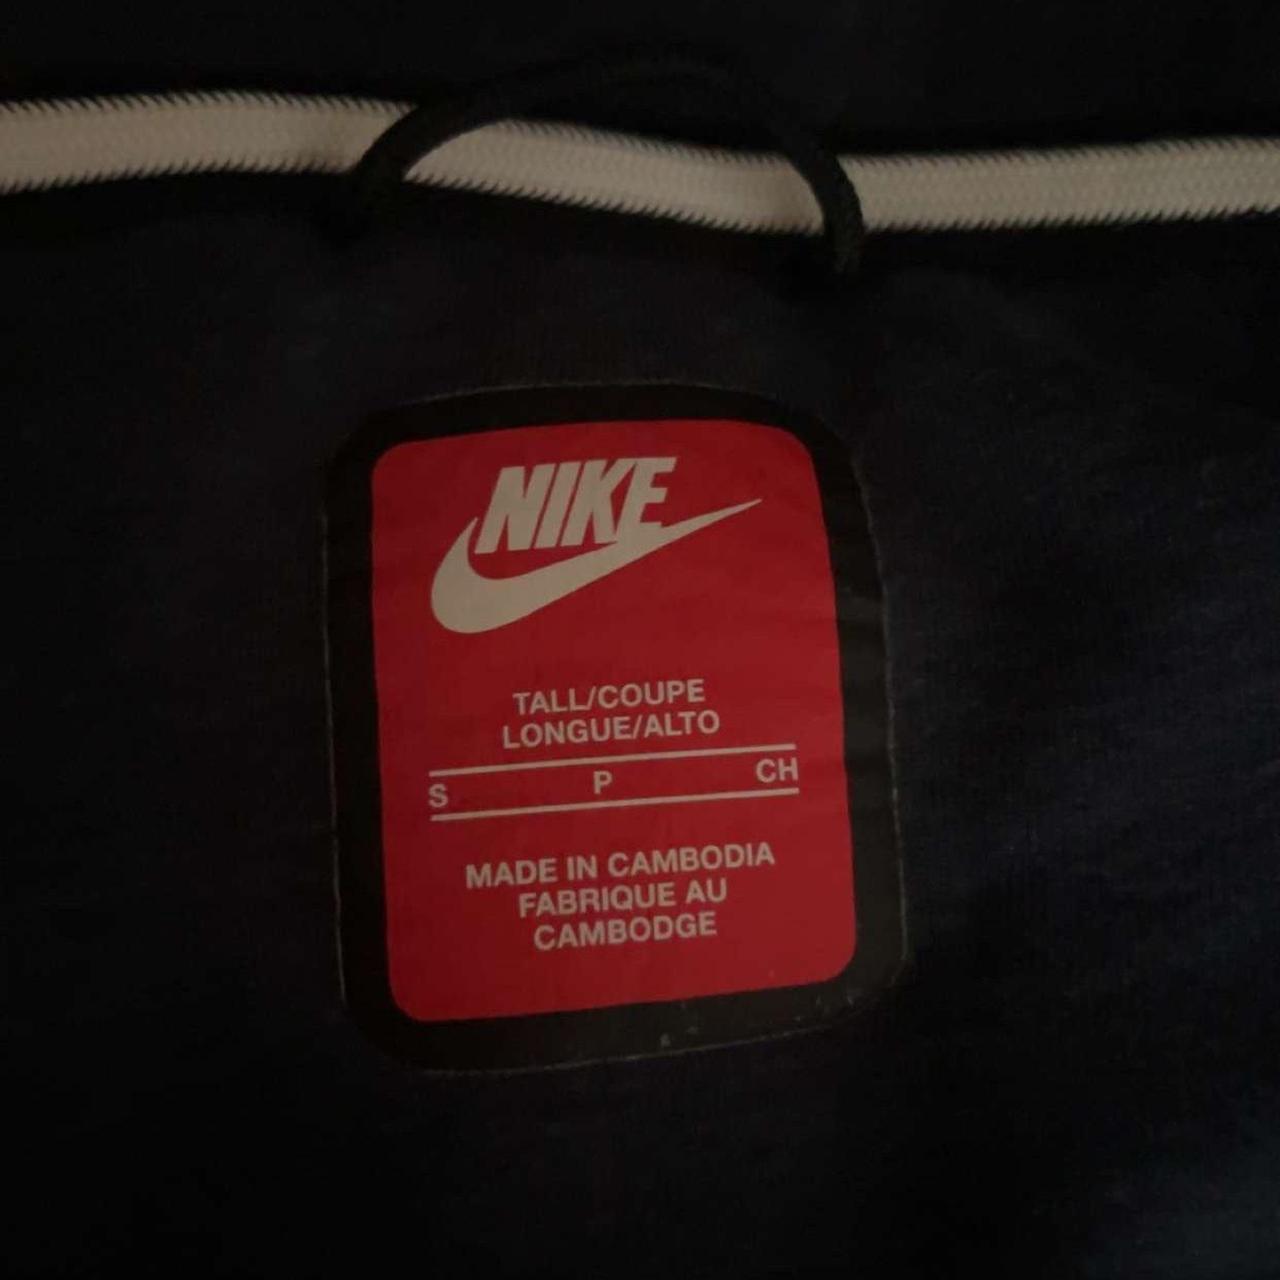 NIKE
TALL/COUPE
LONGUE/ALTO
S P CH
MADE IN CAMBODIA
FABRIQUE AU
CAMBODGE